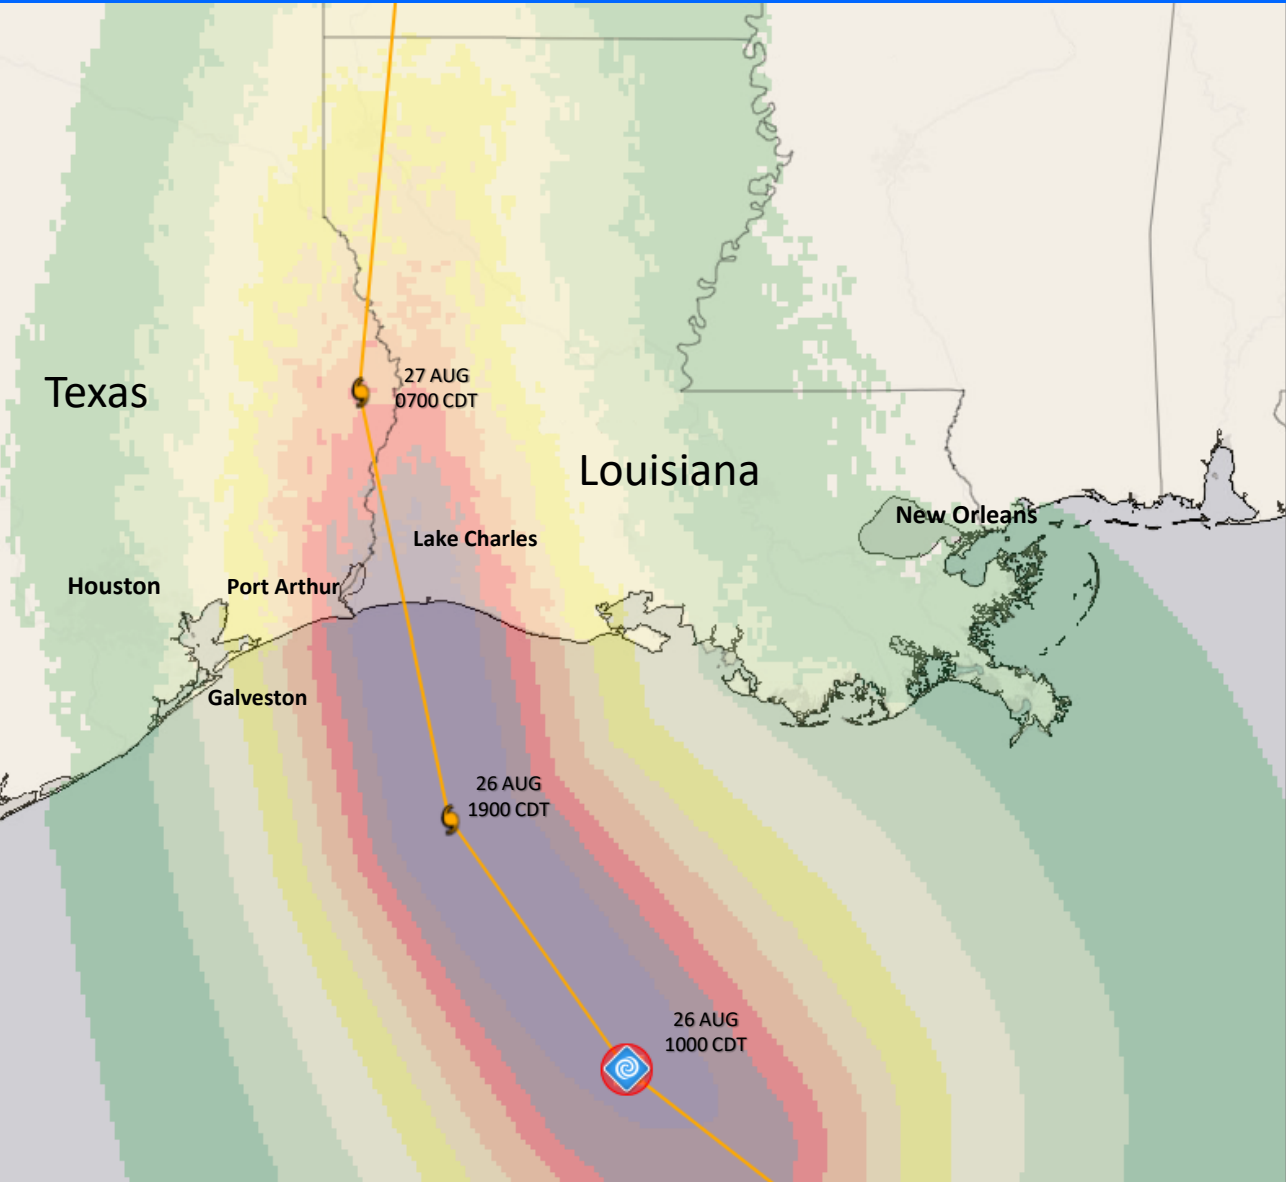 27 AUG
0700 CDT
Texas
Louisiana
New Orleans
Lake Charles
Houston
Port Arthur
Galveston
26 AUG
1900 CDT
26 AUG
1000 CDT